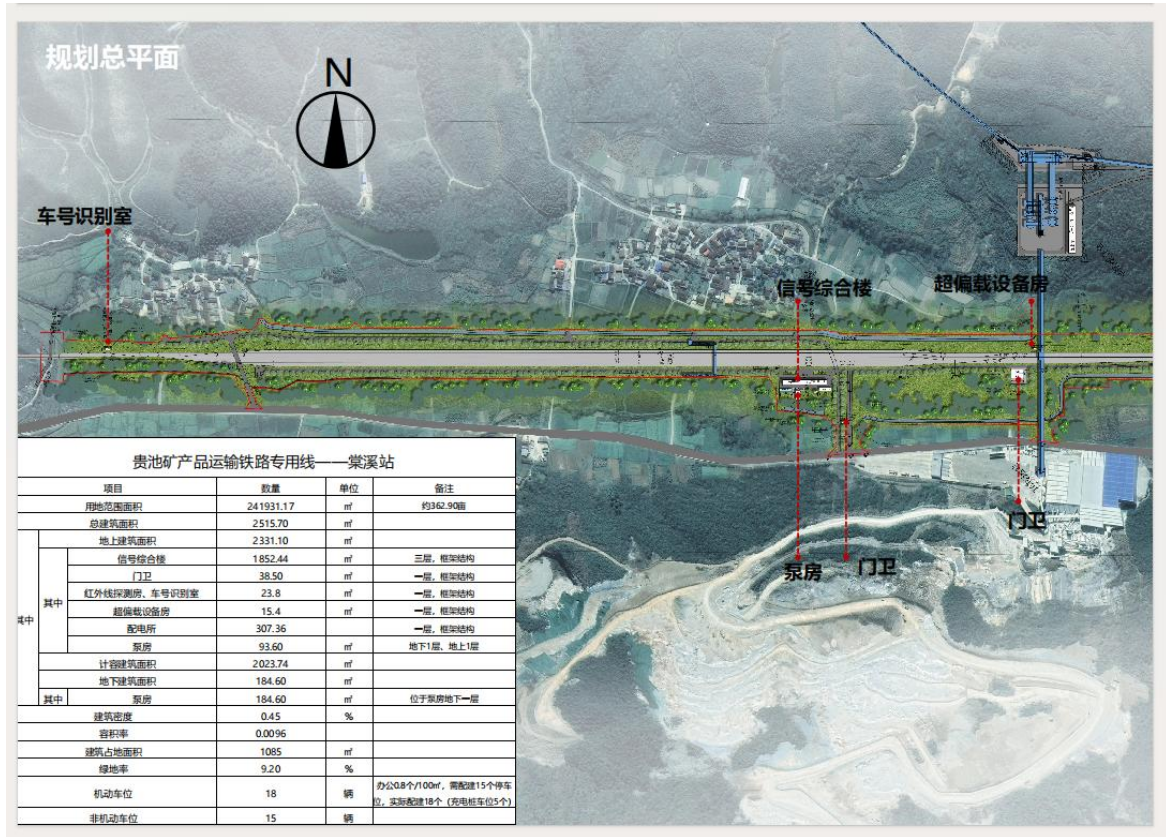 规划总平面
N
车号识别室
信号综合楼
超偏载设备房
门卫
泵房
门卫
贵池矿产品运输铁路专用线——棠溪站
项目 数量 单位 备注
用地范围面积 241931.17 ㎡ 约362.90亩
总建筑面积 2515.70 ㎡
其中 地上建筑面积 2331.10 ㎡
其中 信号综合楼 1852.44 ㎡ 三层，框架结构
门卫 38.50 ㎡ 一层，框架结构
红外线探测房、车号识别室 23.8 ㎡ 一层，框架结构
超偏载设备房 15.4 ㎡ 一层，框架结构
配电所 307.36 一层，框架结构
泵房 93.60 ㎡ 地下1层、地上1层
计容建筑面积 2023.74 ㎡
地下建筑面积 184.60 ㎡
其中 泵房 184.60 ㎡ 位于泵房地下一层
建筑密度 0.45 %
容积率 0.0096
建筑占地面积 1085 ㎡
绿地率 9.20 %
机动车位 18 辆 办公0.8个/100㎡，需配建15个停车
位，实际配建18个（充电桩车位5个）
非机动车位 15 辆